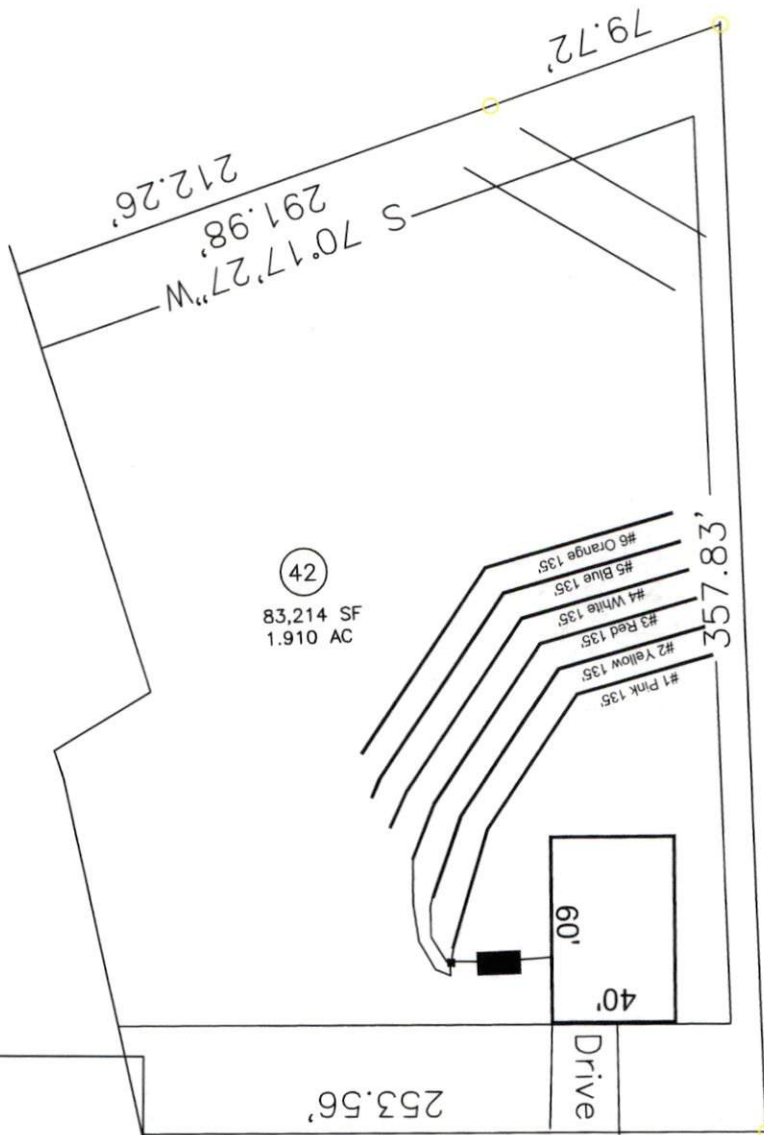 79.72'
212.26'
291.98'
S 70°17'27"W
42
83,214 SF
1.910 AC
#6 Orange 135'
#5 Blue 135'
#4 White 135'
#3 Red 135'
#2 Yellow 135'
#1 Pink 135'
357.83'
60'
40'
Drive
253.56'